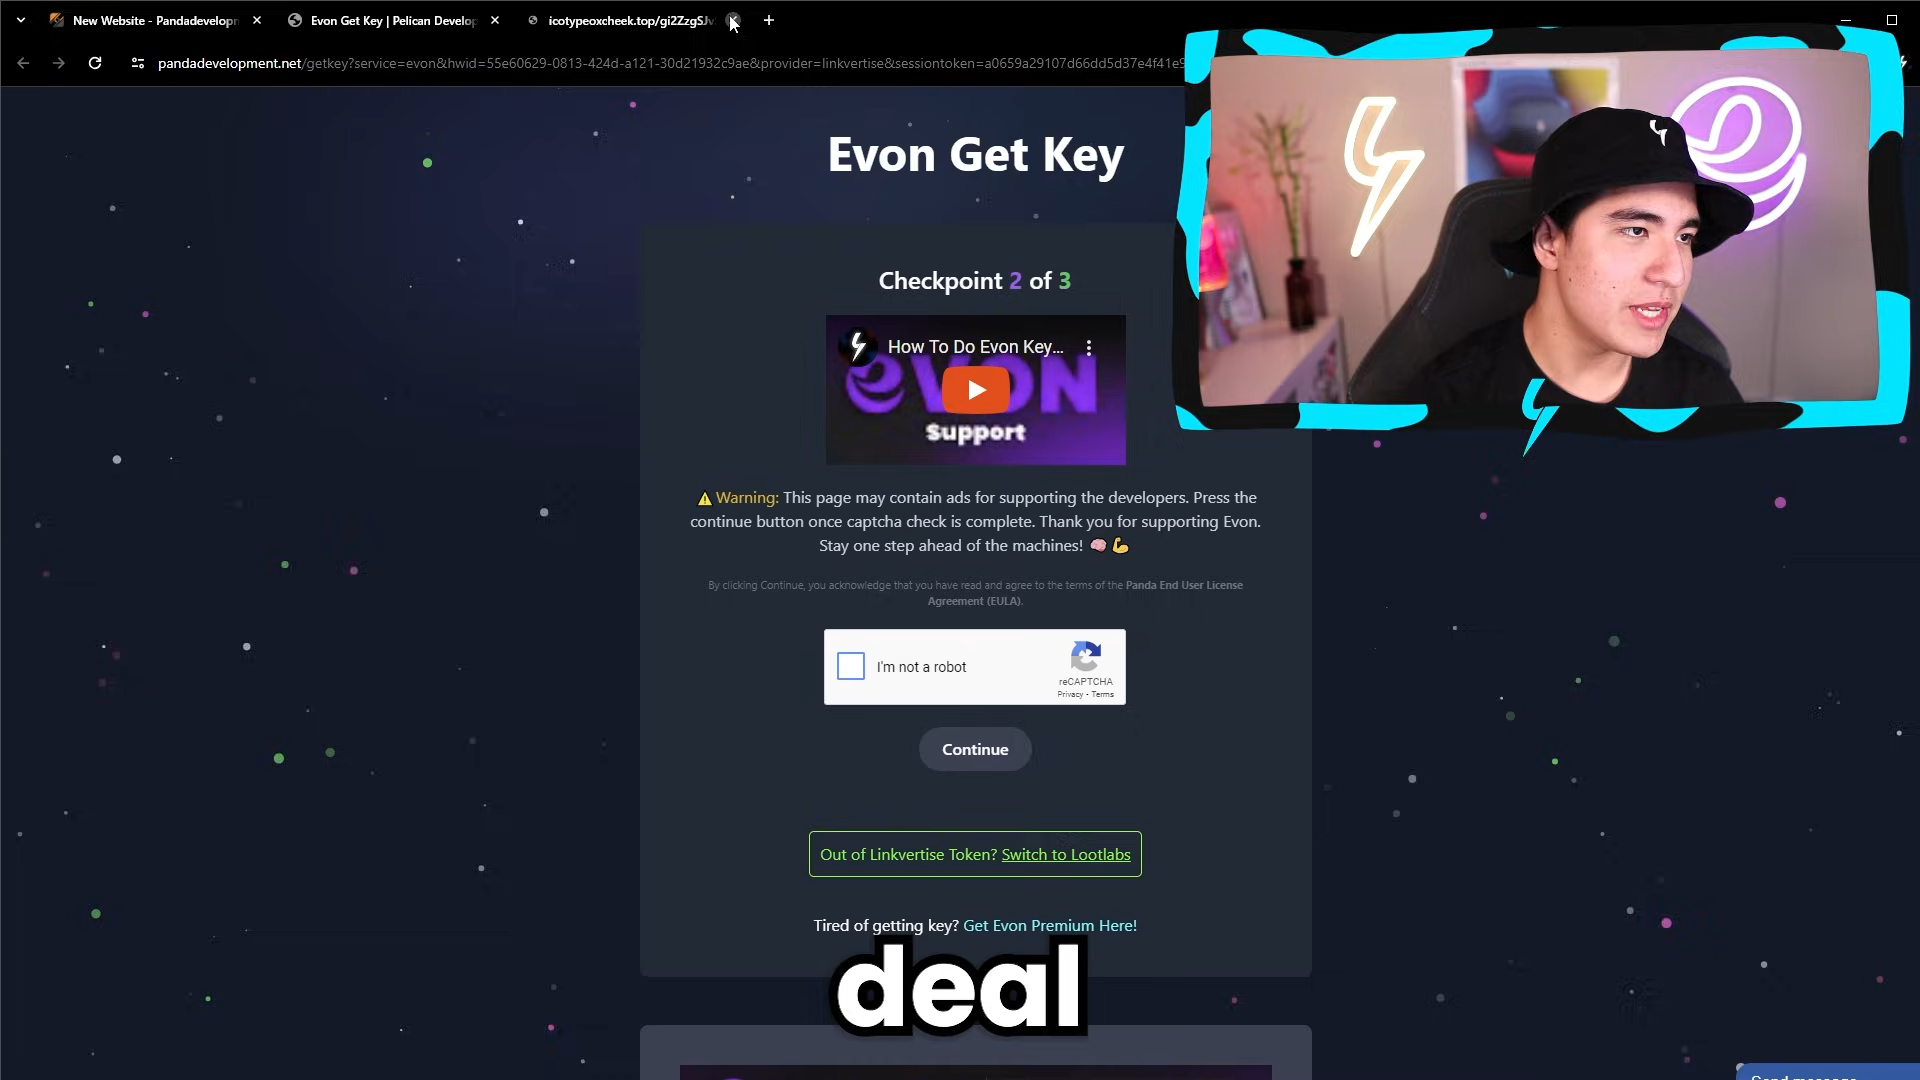 New Website - Pandadevelopn
Evon Get Key | Pelican Develop
icotypeoxcheek.top/gi2ZzgSJv
pandadevelopment.net/getkey?service=evon&hwid=55e60629-0813-424d-a121-30d21932c9ae&provider=linkvertise&sessiontoken=a0659a29107d66dd5d37e4f41e9
Evon Get Key
Checkpoint 2 of 3
How To Do Evon Key...
evon
Support
⚠ Warning: This page may contain ads for supporting the developers. Press the
continue button once captcha check is complete. Thank you for supporting Evon.
Stay one step ahead of the machines! 🧠 💪
By clicking Continue, you acknowledge that you have read and agree to the terms of the Panda End User License
Agreement (EULA).
I'm not a robot
reCAPTCHA
Privacy - Terms
Continue
Out of Linkvertise Token? Switch to Lootlabs
Tired of getting key? Get Evon Premium Here!
deal
Send message